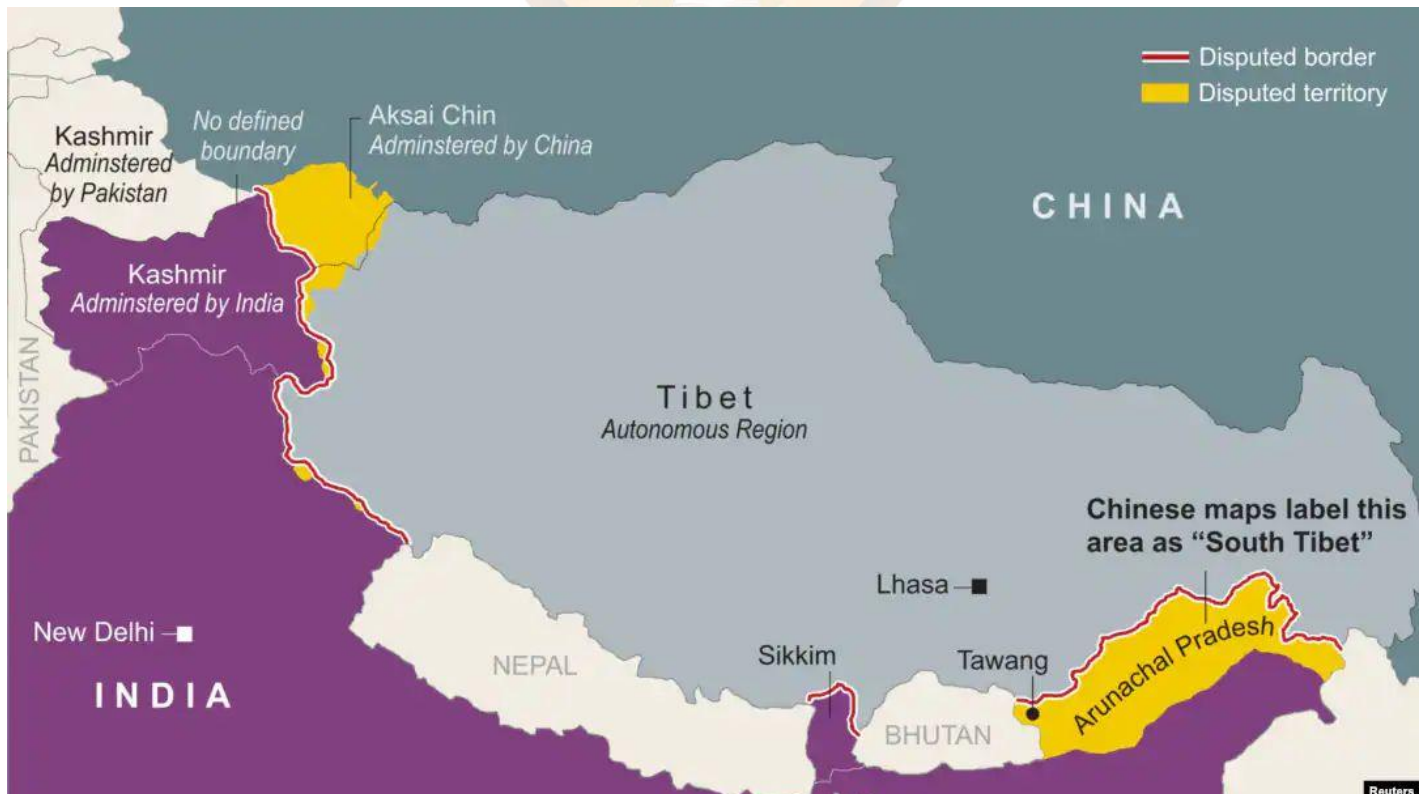 Disputed border
Disputed territory
Kashmir
Adminstered
by Pakistan
No defined
boundary
Aksai Chin
Adminstered by China
CHINA
Kashmir
Adminstered by India
PAKISTAN
Tibet
Autonomous Region
Chinese maps label this
area as “South Tibet”
Lhasa
New Delhi
INDIA
NEPAL
Sikkim
BHUTAN
Tawang
Arunachal Pradesh
Reuters